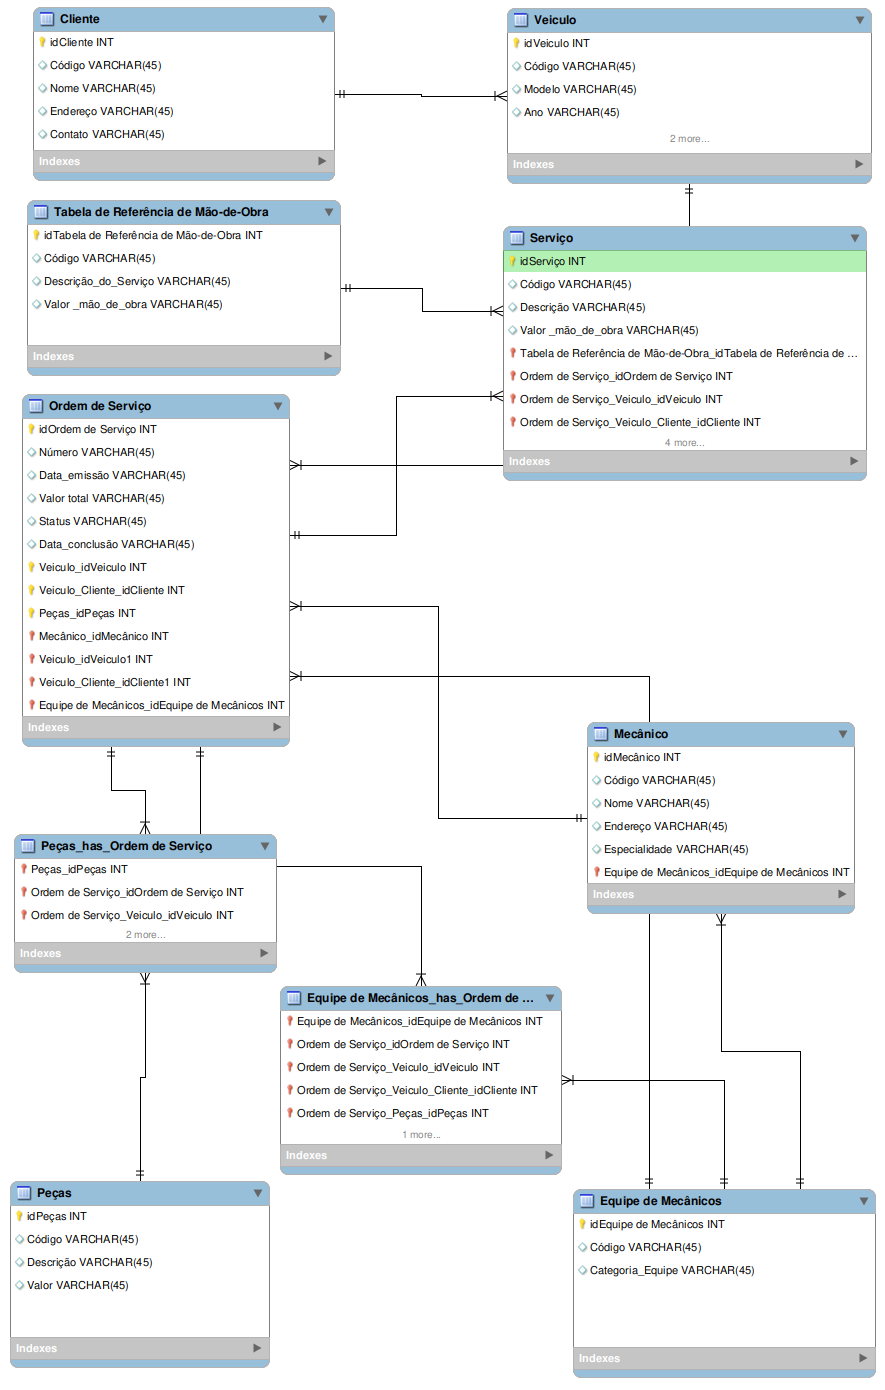 Cliente
idCliente INT
Código VARCHAR(45)
Nome VARCHAR(45)
Endereço VARCHAR(45)
Contato VARCHAR(45)
Indexes
Veiculo
idVeiculo INT
Código VARCHAR(45)
Modelo VARCHAR(45)
Ano VARCHAR(45)
2 more...
Indexes
Tabela de Referência de Mão-de-Obra
idTabela de Referência de Mão-de-Obra INT
Código VARCHAR(45)
Descrição_do_Serviço VARCHAR(45)
Valor _mão_de_obra VARCHAR(45)
Indexes
Serviço
idServiço INT
Código VARCHAR(45)
Descrição VARCHAR(45)
Valor _mão_de_obra VARCHAR(45)
Tabela de Referência de Mão-de-Obra_idTabela de Referência de ...
Ordem de Serviço_idOrdem de Serviço INT
Ordem de Serviço_Veiculo_idVeiculo INT
Ordem de Serviço_Veiculo_Cliente_idCliente INT
4 more...
Indexes
Ordem de Serviço
idOrdem de Serviço INT
Número VARCHAR(45)
Data_emissão VARCHAR(45)
Valor total VARCHAR(45)
Status VARCHAR(45)
Data_conclusão VARCHAR(45)
Veiculo_idVeiculo INT
Veiculo_Cliente_idCliente INT
Peças_idPeças INT
Mecânico_idMecânico INT
Veiculo_idVeiculo1 INT
Veiculo_Cliente_idCliente1 INT
Equipe de Mecânicos_idEquipe de Mecânicos INT
Indexes
Mecânico
idMecânico INT
Código VARCHAR(45)
Nome VARCHAR(45)
Endereço VARCHAR(45)
Especialidade VARCHAR(45)
Equipe de Mecânicos_idEquipe de Mecânicos INT
Indexes
Peças_has_Ordem de Serviço
Peças_idPeças INT
Ordem de Serviço_idOrdem de Serviço INT
Ordem de Serviço_Veiculo_idVeiculo INT
2 more...
Indexes
Equipe de Mecânicos_has_Ordem de ...
Equipe de Mecânicos_idEquipe de Mecânicos INT
Ordem de Serviço_idOrdem de Serviço INT
Ordem de Serviço_Veiculo_idVeiculo INT
Ordem de Serviço_Veiculo_Cliente_idCliente INT
Ordem de Serviço_Peças_idPeças INT
1 more...
Indexes
Peças
idPeças INT
Código VARCHAR(45)
Descrição VARCHAR(45)
Valor VARCHAR(45)
Indexes
Equipe de Mecânicos
idEquipe de Mecânicos INT
Código VARCHAR(45)
Categoria_Equipe VARCHAR(45)
Indexes